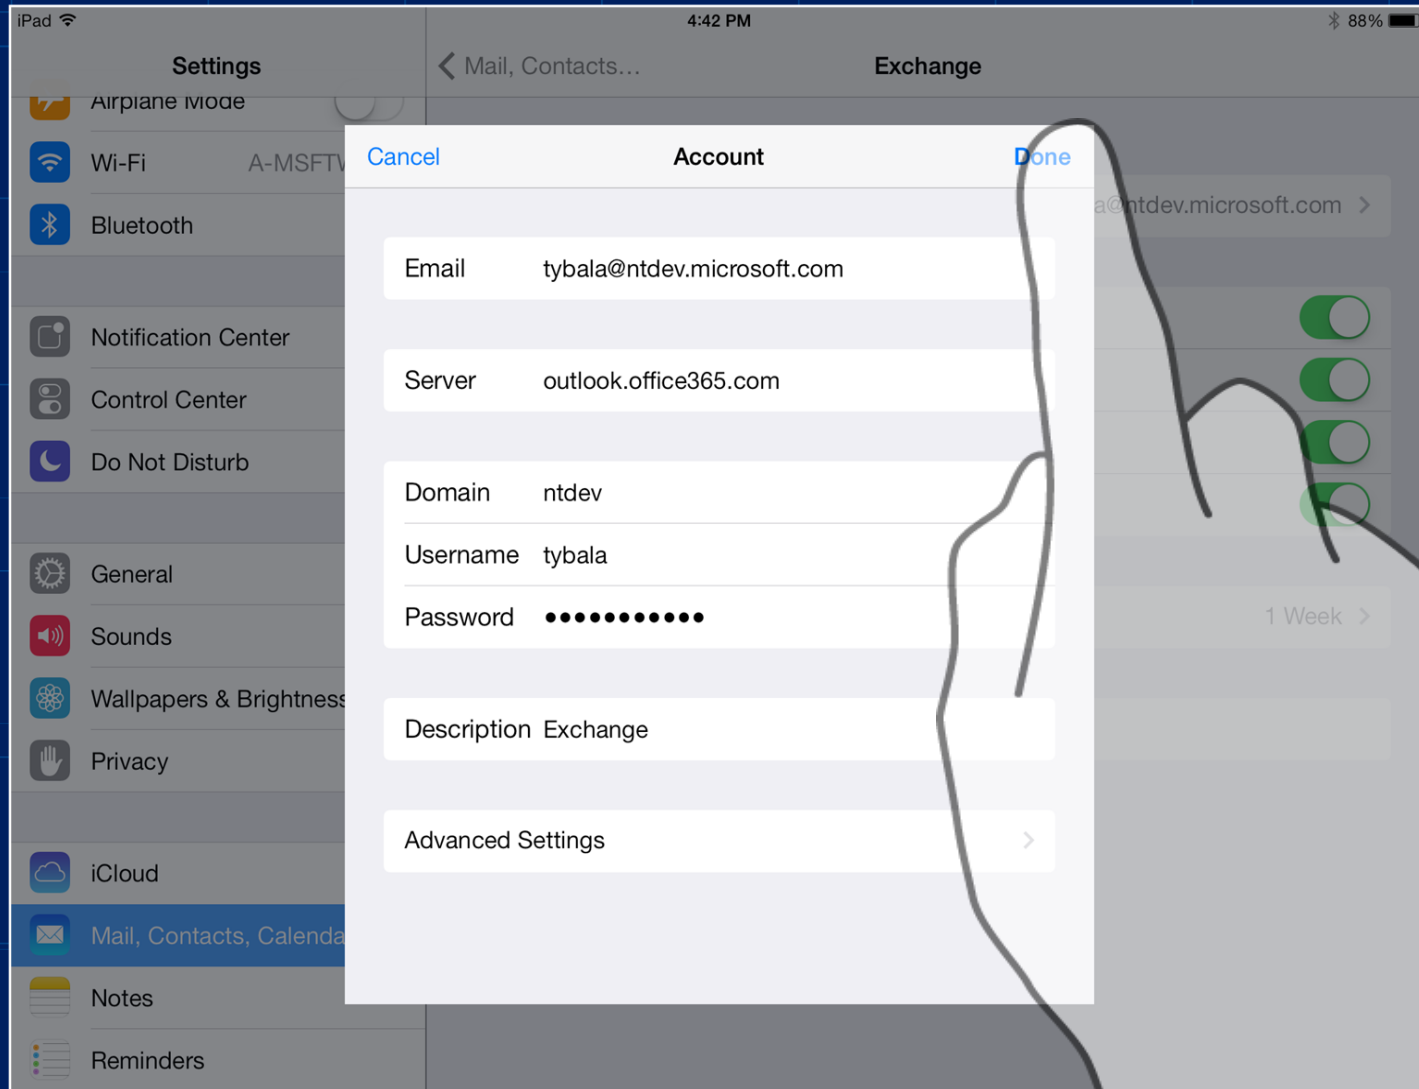 iPad 4:42 PM 88%
Settings
Mail, Contacts... Exchange
Airplane Mode
Wi-Fi A-MSFTW
Bluetooth
Notification Center
Control Center
Do Not Disturb
General
Sounds
Wallpapers & Brightness
Privacy
iCloud
Mail, Contacts, Calenda
Notes
Reminders
Cancel Account Done
Email tybala@ntdev.microsoft.com
Server outlook.office365.com
Domain ntdev
Username tybala
Password •••••••••••
Description Exchange
Advanced Settings
a@ntdev.microsoft.com
1 Week